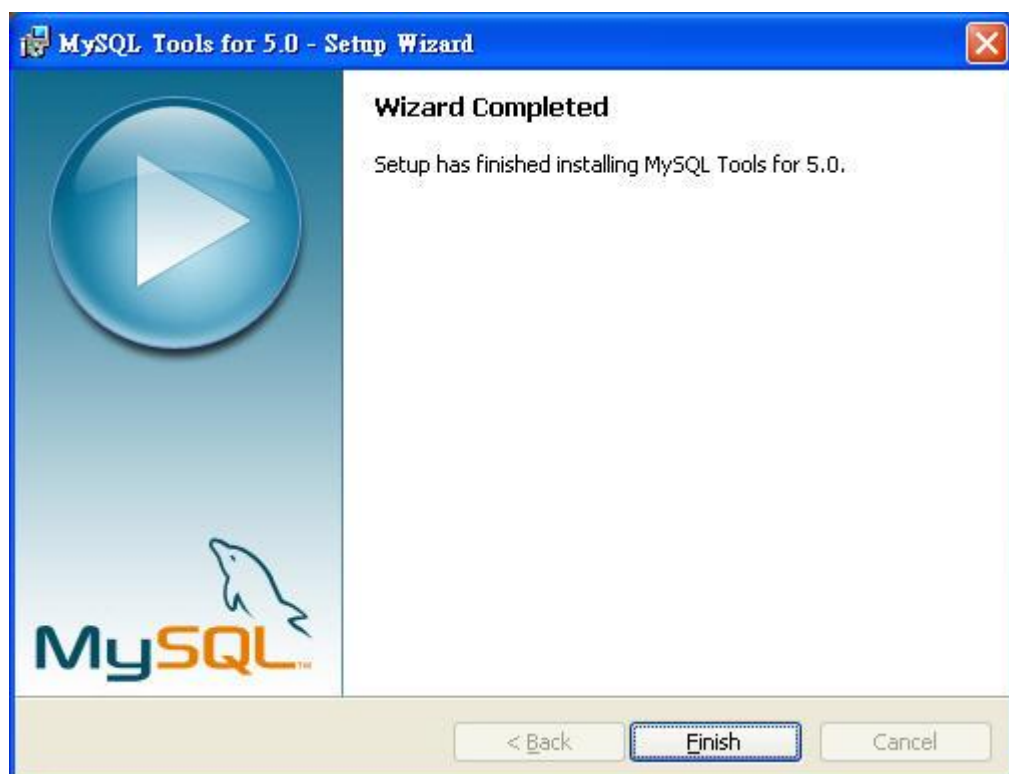 MySQL Tools for 5.0 - Setup Wizard
Wizard Completed
Setup has finished installing MySQL Tools for 5.0.
MySQL™
< Back
Finish
Cancel